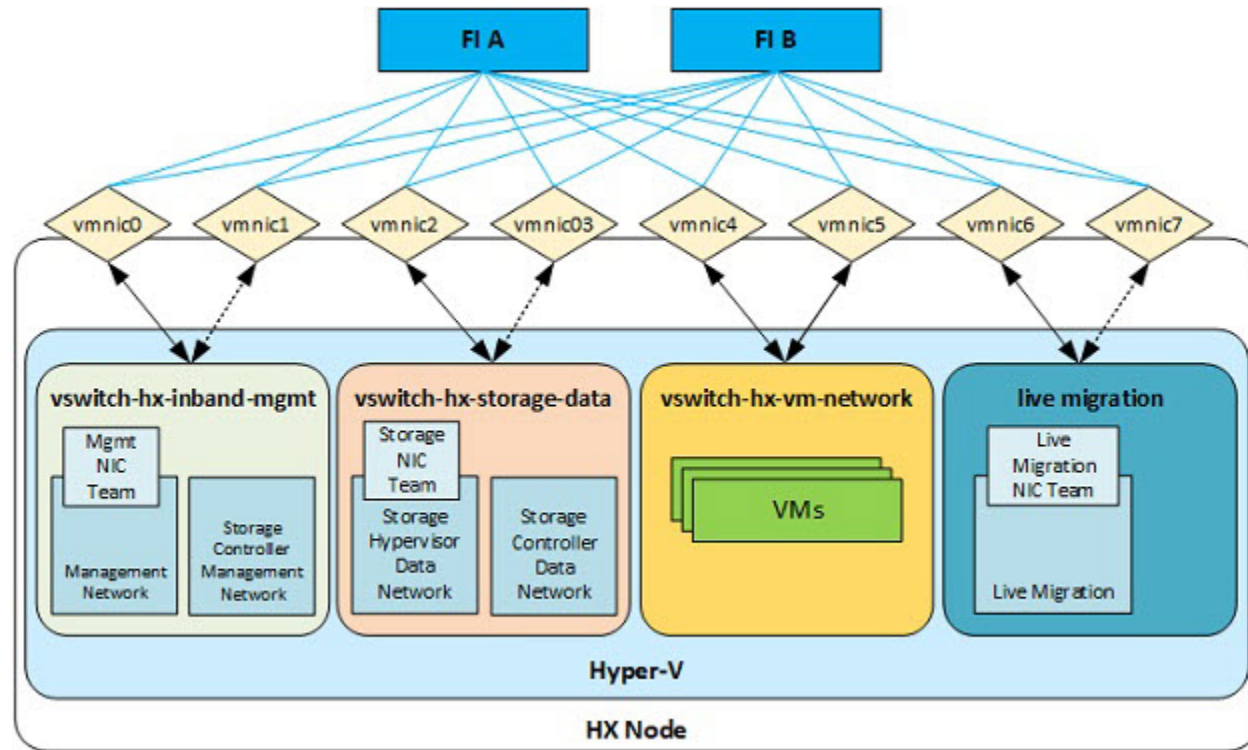 FI A
FI B
vmnic0
vmnic1
vmnic2
vmnic03
vmnic4
vmnic5
vmnic6
vmnic7
vswitch-hx-inband-mgmt
Mgmt
NIC
Team
Management
Network
Storage
Controller
Management
Network
vswitch-hx-storage-data
Storage
NIC
Team
Storage
Hypervisor
Data
Network
Storage
Controller
Data
Network
vswitch-hx-vm-network
VMs
live migration
Live
Migration
NIC Team
Live Migration
Hyper-V
HX Node